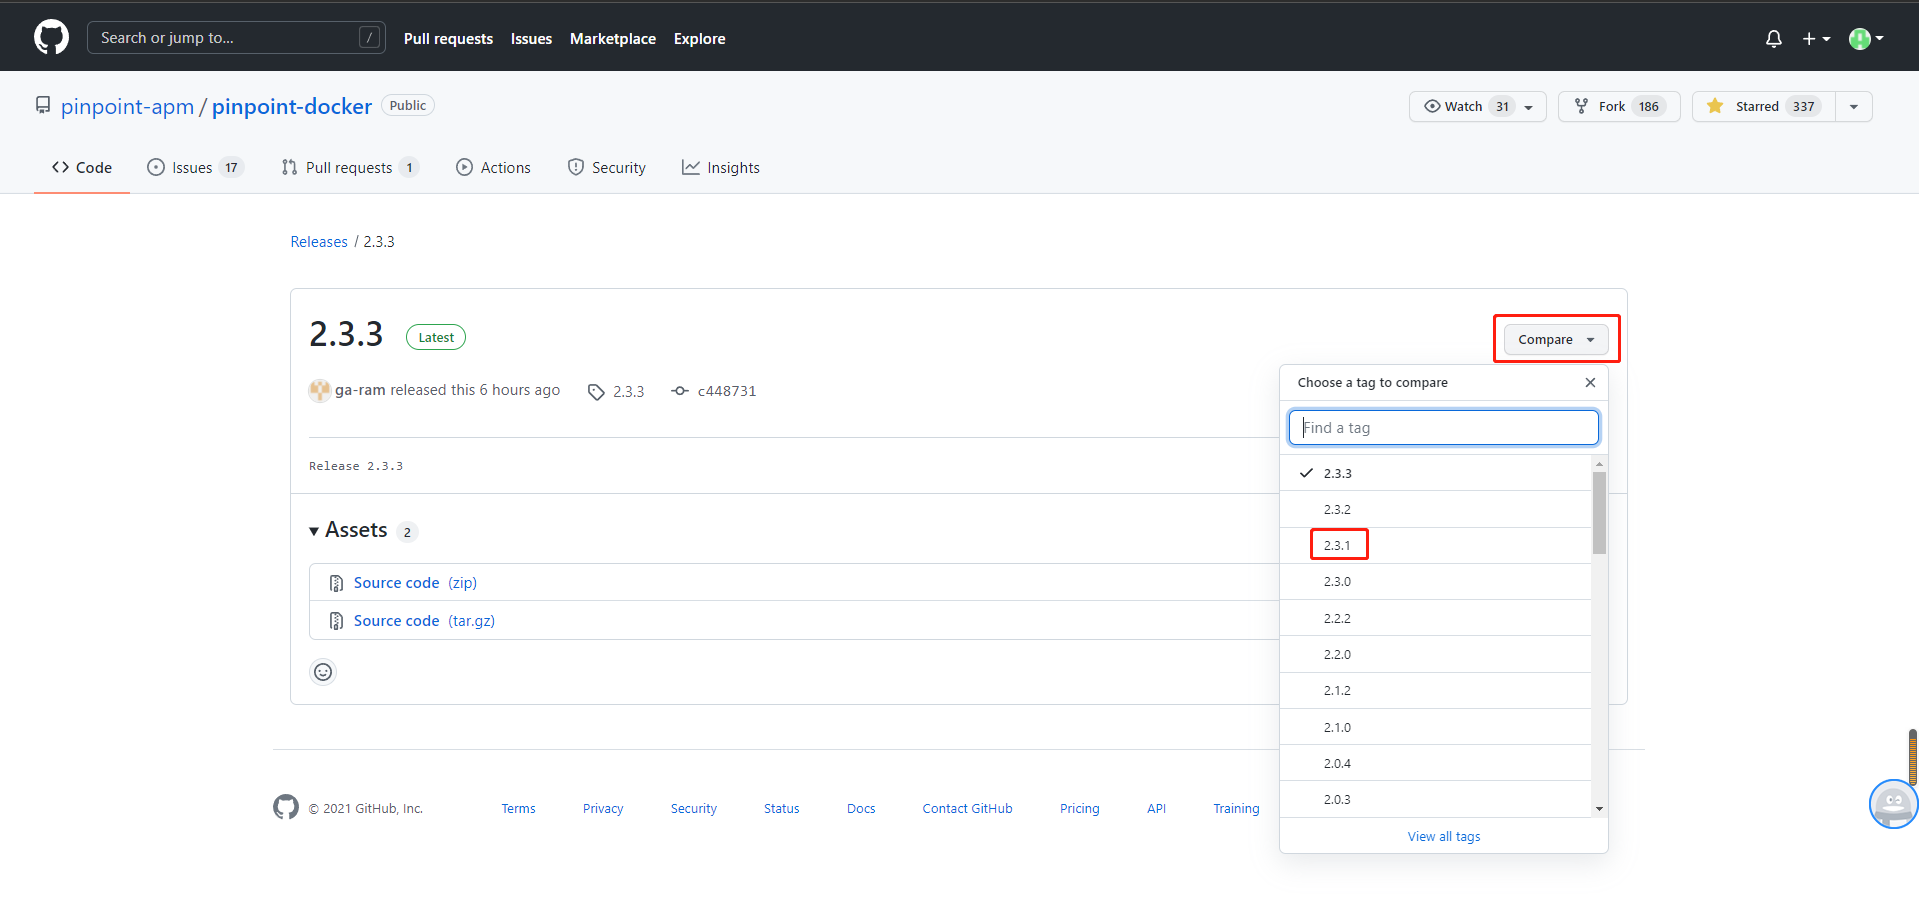 Search or jump to... / Pull requests Issues Marketplace Explore
pinpoint-apm / pinpoint-docker Public Watch 31 Fork 186 Starred 337
Code Issues 17 Pull requests 1 Actions Security Insights
Releases / 2.3.3
2.3.3 Latest Compare
ga-ram released this 6 hours ago 2.3.3 c448731
Release 2.3.3
Assets 2
Source code (zip)
Source code (tar.gz)
Choose a tag to compare
Find a tag
2.3.3
2.3.2
2.3.1
2.3.0
2.2.2
2.2.0
2.1.2
2.1.0
2.0.4
2.0.3
View all tags
© 2021 GitHub, Inc. Terms Privacy Security Status Docs Contact GitHub Pricing API Training